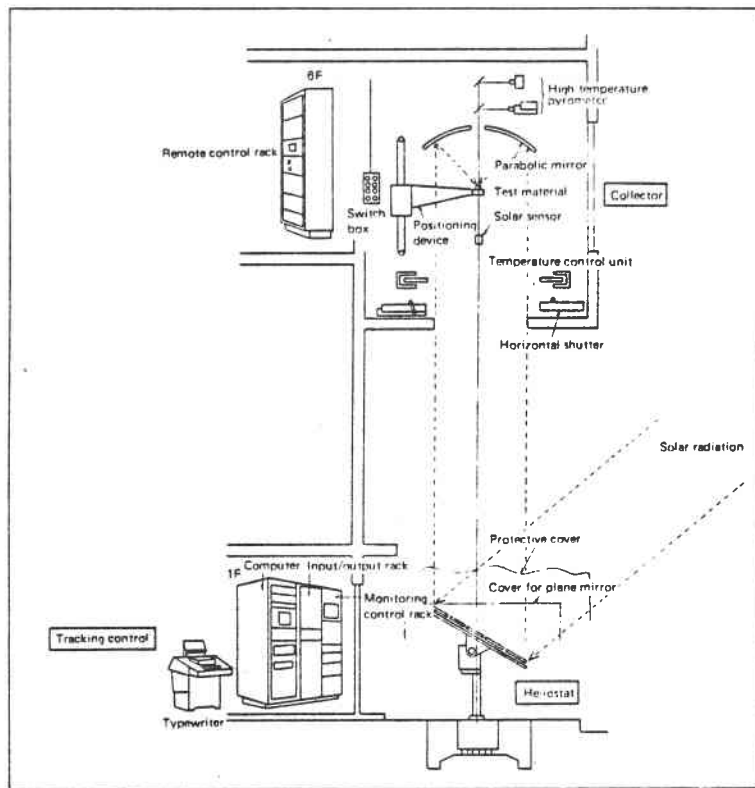 6F
High temperature
pyrometer
Remote control rack
Parabolic mirror
Test material
Collector
Switch
box
Positioning
device
Solar sensor
Temperature control unit
Horizontal shutter
Solar radiation
Protective cover
1F
Computer
Input/output rack
Cover for plane mirror
Monitoring
control rack
Tracking control
Heliostat
Typewriter